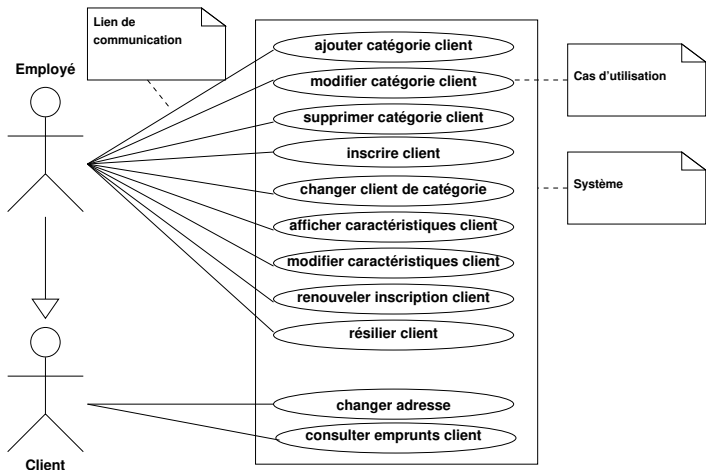 Lien de
communication
Employé
ajouter catégorie client
modifier catégorie client
Cas d'utilisation
supprimer catégorie client
inscrire client
changer client de catégorie
Système
afficher caractéristiques client
modifier caractéristiques client
renouveler inscription client
résilier client
changer adresse
consulter emprunts client
Client